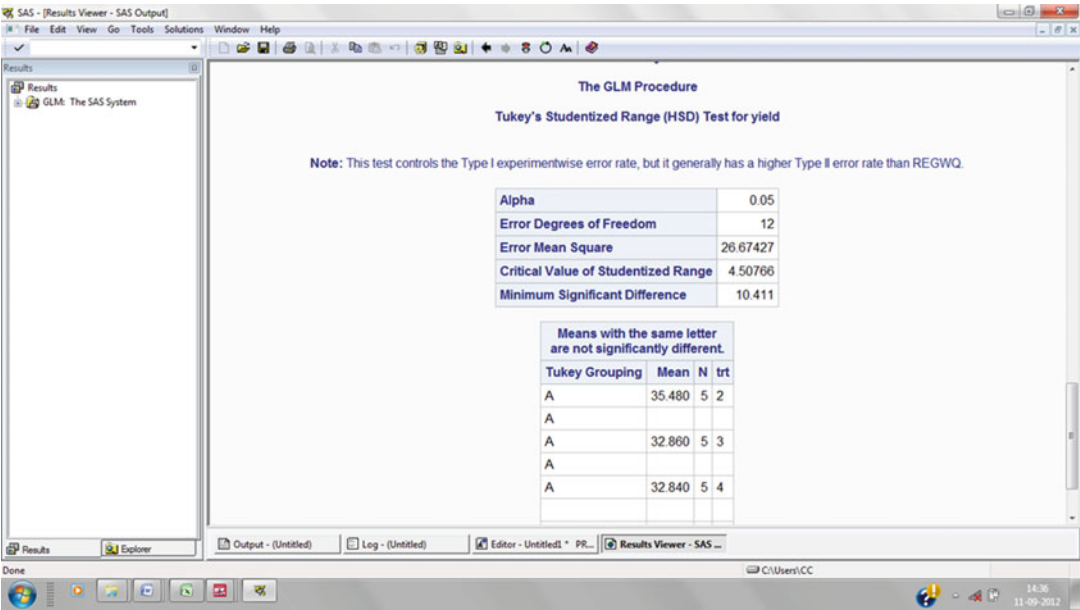 SAS - [Results Viewer - SAS Output]
File Edit View Go Tools Solutions Window Help
Results
Results
GLM: The SAS System
The GLM Procedure
Tukey's Studentized Range (HSD) Test for yield
Note: This test controls the Type I experimentwise error rate, but it generally has a higher Type II error rate than REGWQ.
Alpha 0.05
Error Degrees of Freedom 12
Error Mean Square 26.67427
Critical Value of Studentized Range 4.50766
Minimum Significant Difference 10.411
Means with the same letter
are not significantly different.
Tukey Grouping Mean N trt
A 35.480 5 2
A
A 32.860 5 3
A
A 32.840 5 4
Results Explorer
Output - (Untitled) Log - (Untitled) Editor - Untitled1 * PR... Results Viewer - SAS ...
Done C:\Users\CC
14:36
11-09-2012